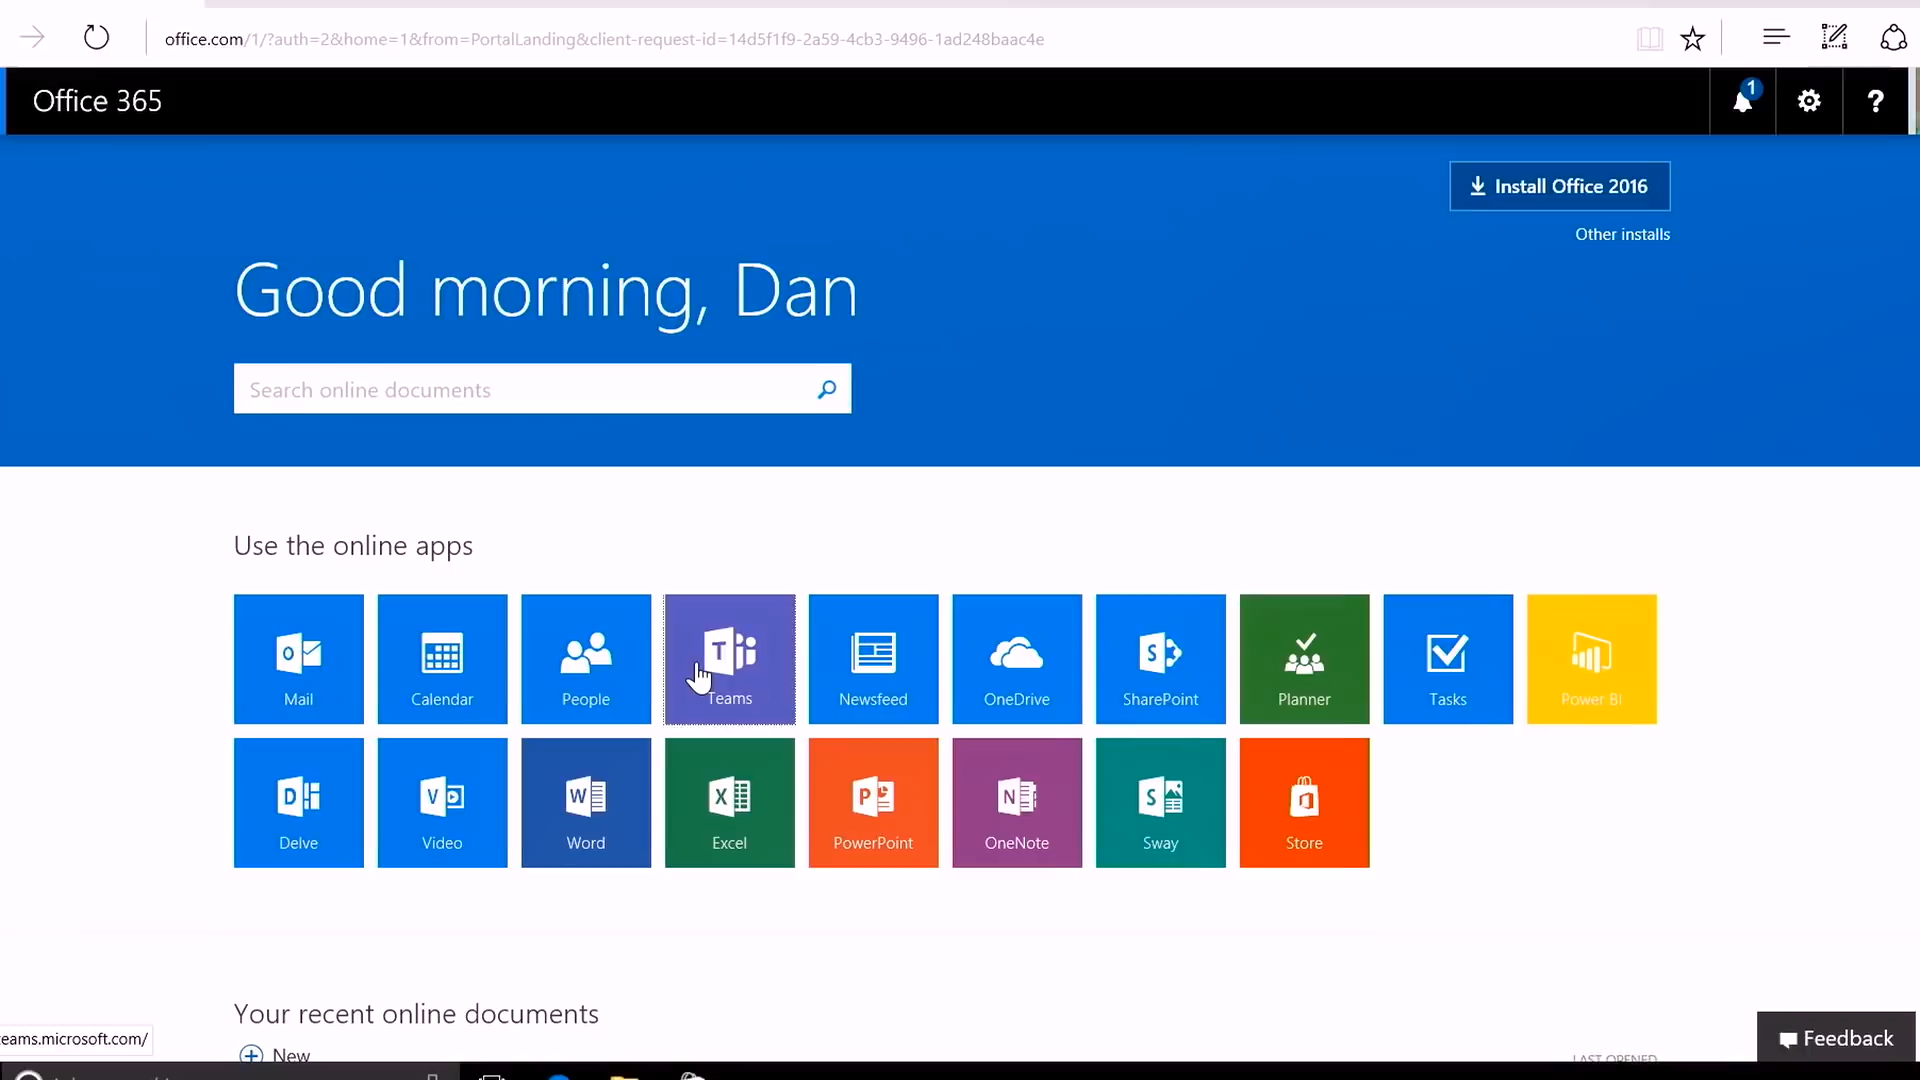 office.com/1/?auth=2&home=1&from=PortalLanding&client-request-id=14d5f1f9-2a59-4cb3-9496-1ad248baac4e
Office 365
1
?
Install Office 2016
Other installs
Good morning, Dan
Search online documents
Use the online apps
Mail Calendar People Teams Newsfeed OneDrive SharePoint Planner Tasks Power BI
Delve Video Word Excel PowerPoint OneNote Sway Store
Your recent online documents
eams.microsoft.com/
Feedback
New
LAST OPENED